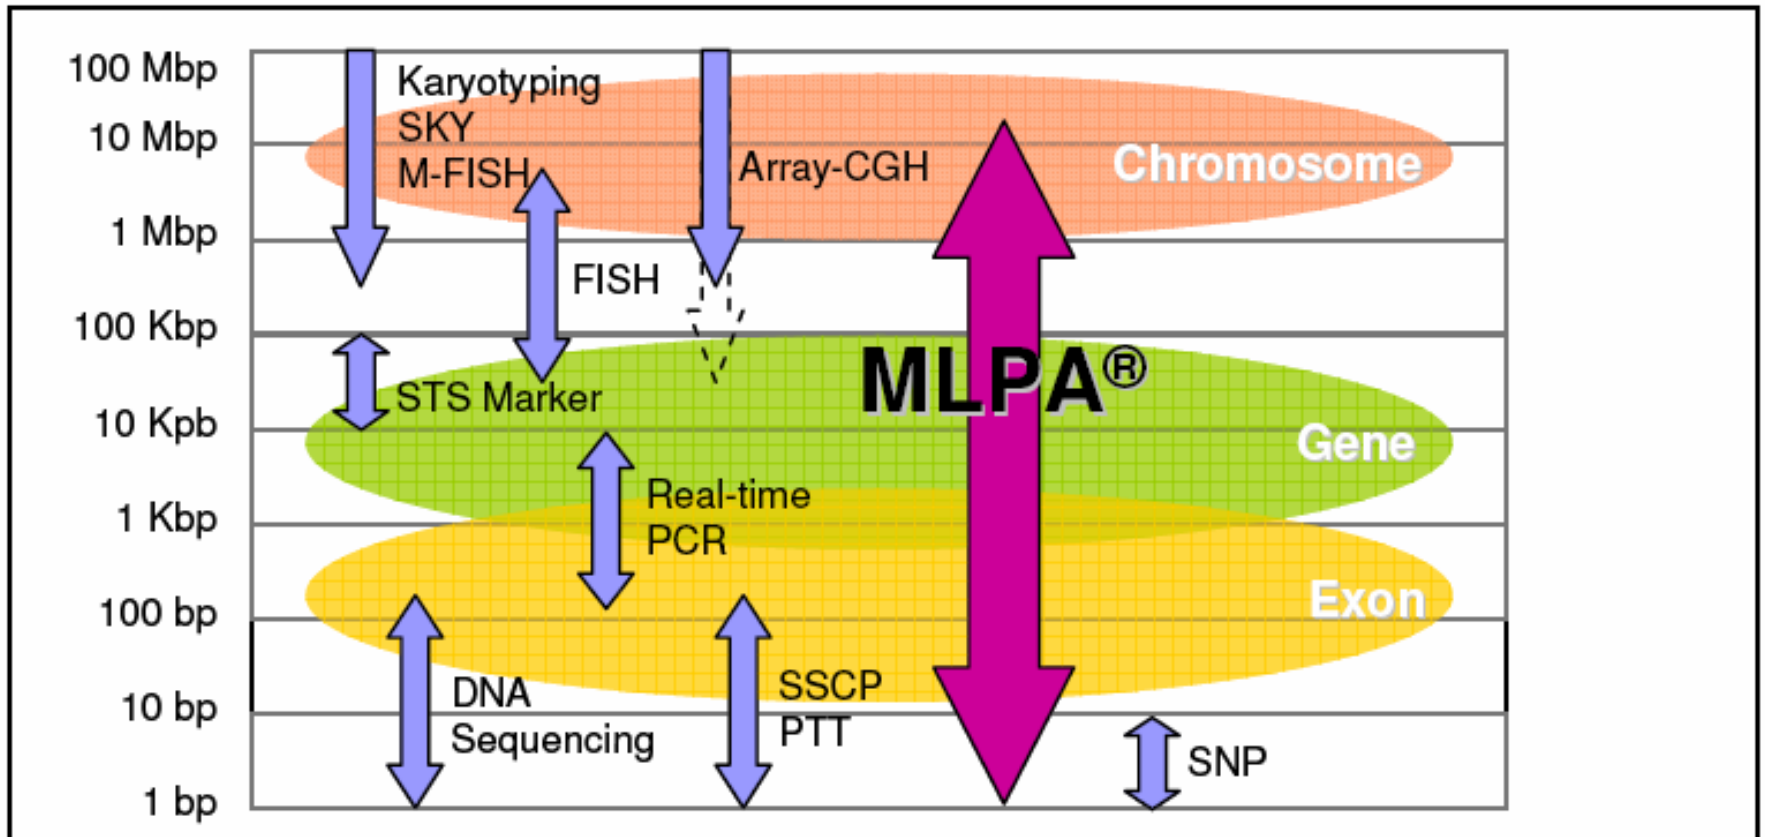 100 Mbp
10 Mbp
1 Mbp
100 Kbp
10 Kpb
1 Kbp
100 bp
10 bp
1 bp
Karyotyping
SKY
M-FISH
Array-CGH
Chromosome
FISH
MLPA®
STS Marker
Gene
Real-time
PCR
Exon
DNA
Sequencing
SSCP
PTT
SNP